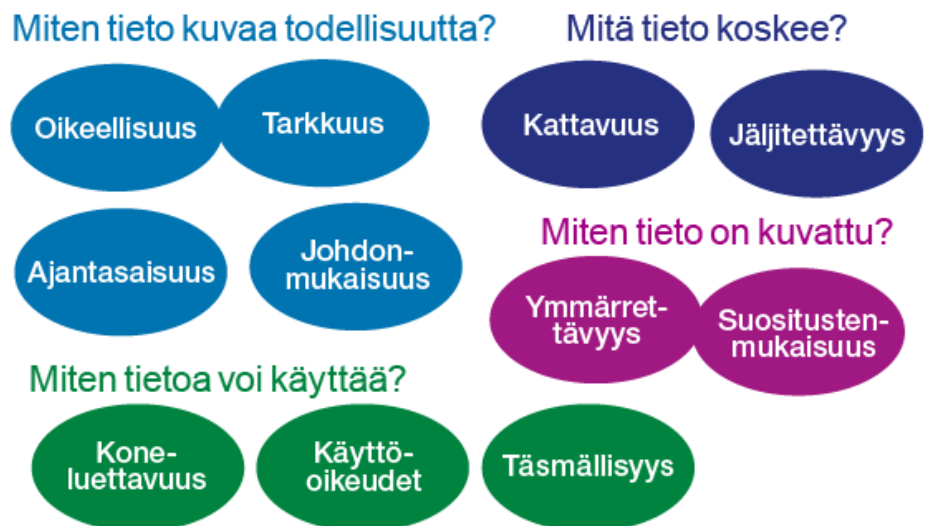 Miten tieto kuvaa todellisuutta?
Oikeellisuus
Tarkkuus
Ajantasaisuus
Johdon-
mukaisuus
Mitä tieto koskee?
Kattavuus
Jäljitettävyys
Miten tieto on kuvattu?
Ymmärret-
tävyys
Suositusten-
mukaisuus
Miten tietoa voi käyttää?
Kone-
luettavuus
Käyttö-
oikeudet
Täsmällisyys